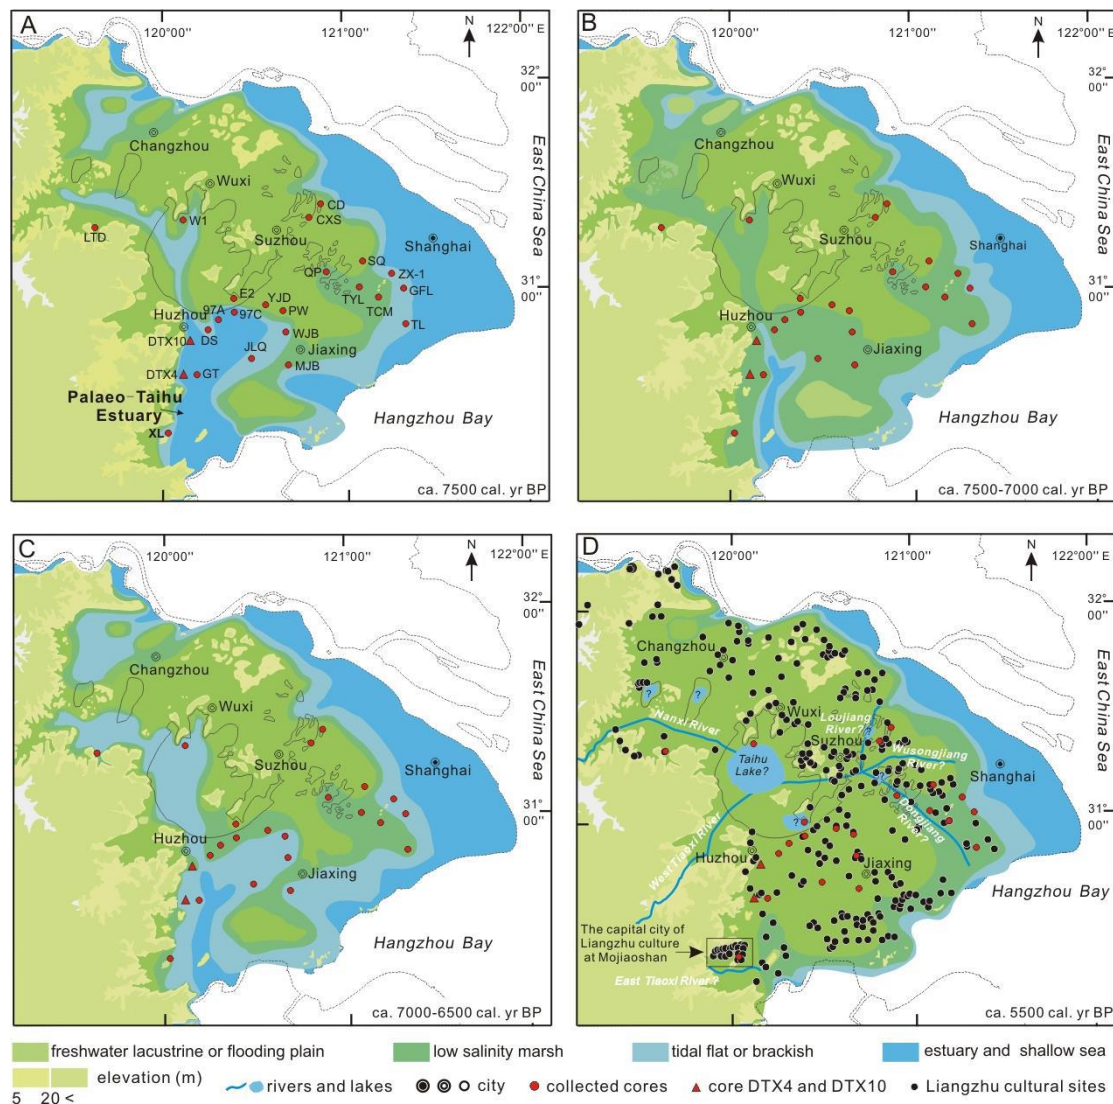 A
120°00'' 121°00'' 122°00'' E
N
32°
00''
Changzhou
Wuxi
W1
CD
CXS
LTD
Suzhou
Shanghai
East China Sea
SQ
QP
ZX-1
31°
00''
TYL
GFL
E2
YJD
TCM
Huzhou
97A
97C
PW
TL
DTX10
DS
WJB
JLQ
Jiaxing
DTX4
GT
MJB
Palaeo-Taihu
Estuary
XL
Hangzhou Bay
ca. 7500 cal. yr BP
B
120°00'' 121°00'' 122°00'' E
N
32°
00''
Changzhou
Wuxi
Suzhou
Shanghai
East China Sea
31°
00''
Huzhou
Jiaxing
Hangzhou Bay
ca. 7500-7000 cal. yr BP
C
120°00'' 121°00'' 122°00'' E
N
32°
00''
Changzhou
Wuxi
Suzhou
Shanghai
East China Sea
31°
00''
Huzhou
Jiaxing
Hangzhou Bay
ca. 7000-6500 cal. yr BP
D
120°00'' 121°00'' 122°00'' E
N
32°
00''
Changzhou
?
?
Wuxi
Nanxi River
Loujiang
River?
?
Suzhou
Wusongjiang
River?
Taihu
Lake?
Shanghai
East China Sea
31°
00''
Dongjiang
River?
?
West Tiaoxi River
Huzhou
Jiaxing
Hangzhou Bay
The capital city of
Liangzhu culture
at Mojiaoshan
East Tiaoxi River?
ca. 5500 cal. yr BP
freshwater lacustrine or flooding plain low salinity marsh tidal flat or brackish estuary and shallow sea
elevation (m) rivers and lakes city collected cores core DTX4 and DTX10 Liangzhu cultural sites
5 20 <